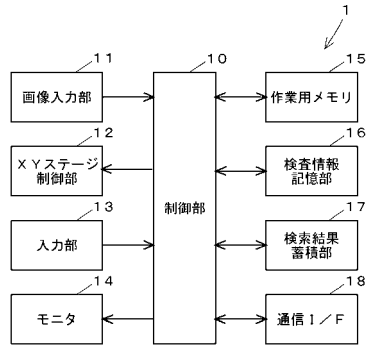 1
11
画像入力部
12
XYステージ
制御部
13
入力部
14
モニタ
10
制御部
15
作業用メモリ
16
検査情報
記憶部
17
検索結果
蓄積部
18
通信I/F